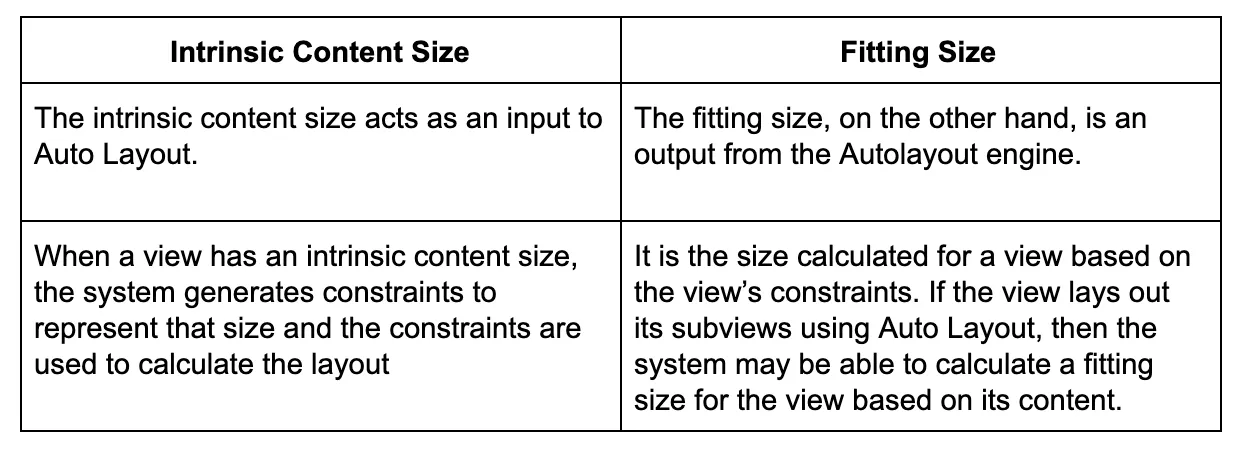 Intrinsic Content Size
Fitting Size
The intrinsic content size acts as an input to
Auto Layout.
The fitting size, on the other hand, is an
output from the Autolayout engine.
When a view has an intrinsic content size,
the system generates constraints to
represent that size and the constraints are
used to calculate the layout
It is the size calculated for a view based on
the view’s constraints. If the view lays out
its subviews using Auto Layout, then the
system may be able to calculate a fitting
size for the view based on its content.